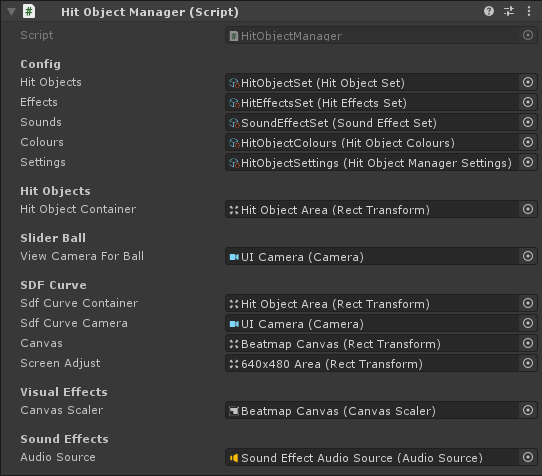 Hit Object Manager (Script)
Script HitObjectManager
Config
Hit Objects HitObjectSet (Hit Object Set)
Effects HitEffectsSet (Hit Effects Set)
Sounds SoundEffectSet (Sound Effect Set)
Colours HitObjectColours (Hit Object Colours)
Settings HitObjectSettings (Hit Object Manager Settings)
Hit Objects
Hit Object Container Hit Object Area (Rect Transform)
Slider Ball
View Camera For Ball UI Camera (Camera)
SDF Curve
Sdf Curve Container Hit Object Area (Rect Transform)
Sdf Curve Camera UI Camera (Camera)
Canvas Beatmap Canvas (Rect Transform)
Screen Adjust 640x480 Area (Rect Transform)
Visual Effects
Canvas Scaler Beatmap Canvas (Canvas Scaler)
Sound Effects
Audio Source Sound Effect Audio Source (Audio Source)